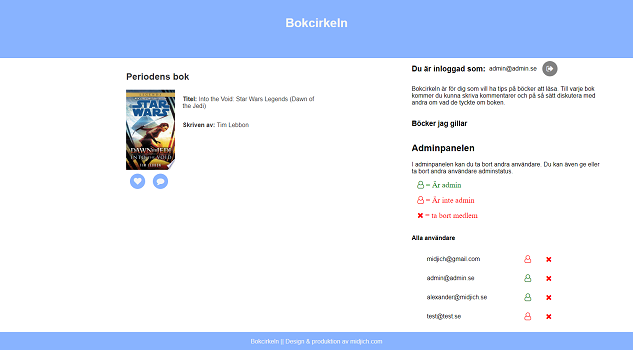 Bokcirkeln
Periodens bok
STAR
WARS
DAWN OF THE JEDI
INTO THE VOID
Titel: Into the Void: Star Wars Legends (Dawn of
the Jedi)
Skriven av: Tim Lebbon
Du är inloggad som: admin@admin.se
Bokcirkeln är för dig som vill ha tips på böcker att läsa. Till varje bok
kommer du kunna skriva kommentarer och på så sätt diskutera med
andra om vad de tyckte om boken.
Böcker jag gillar
Adminpanelen
I adminpanelen kan du ta bort andra användare. Du kan även ge eller
ta bort andra användare adminstatus.
= Är admin
= Är inte admin
= ta bort medlem
Alla användare
midjich@gmail.com
admin@admin.se
alexander@midjich.se
test@test.se
Bokcirkeln || Design & produktion av midjich.com